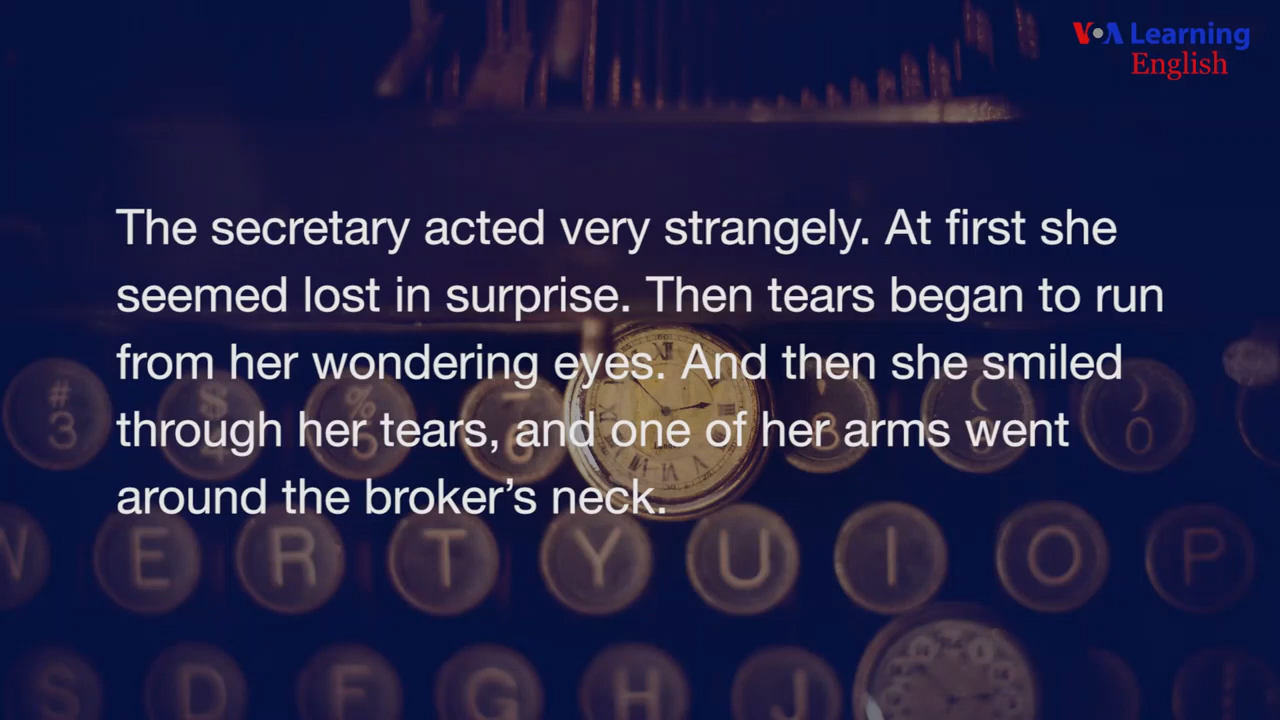 VOA Learning
English
The secretary acted very strangely. At first she
seemed lost in surprise. Then tears began to run
from her wondering eyes. And then she smiled
through her tears, and one of her arms went
around the broker’s neck.
# $ %
3
E R T Y U I O P
S D F G H J